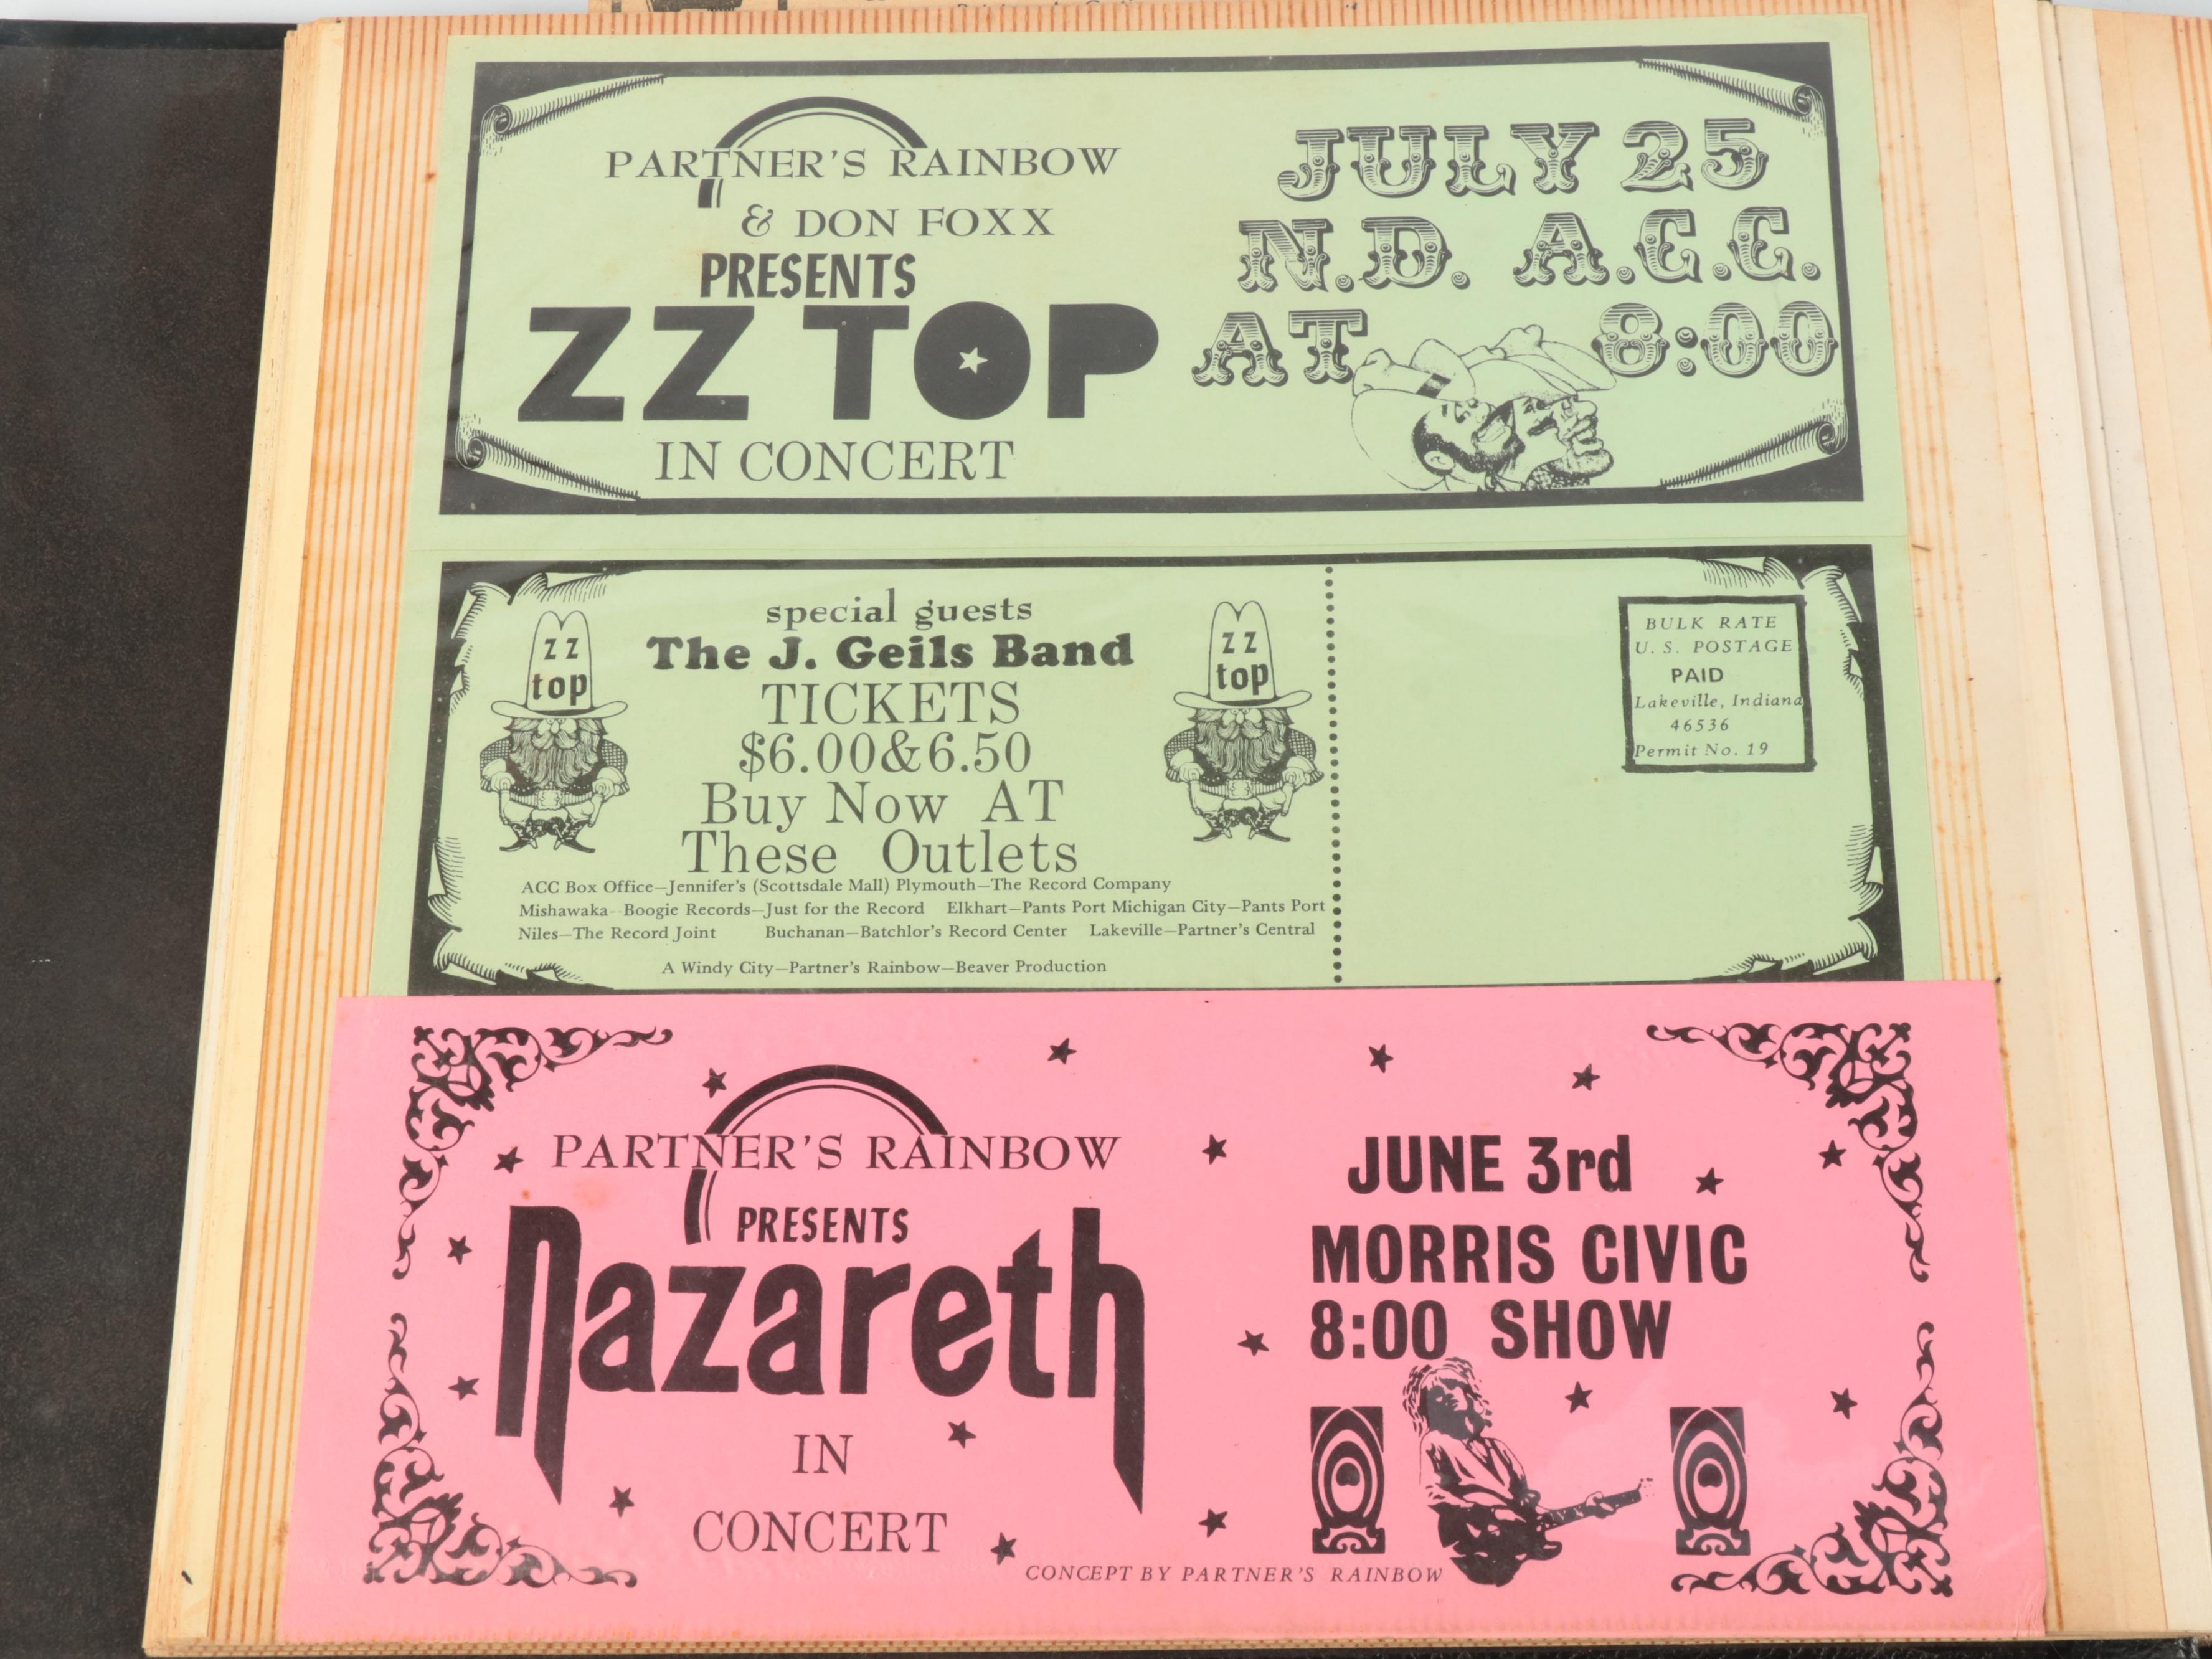 PARTNER'S RAINBOW
& DON FOXX
PRESENTS
ZZ TOP
IN CONCERT
JULY 25
N.D. A.C.C.
AT 8:00
special guests
The J. Geils Band
TICKETS
$6.00&6.50
Buy Now AT
These Outlets
ACC Box Office—Jennifer's (Scottsdale Mall) Plymouth—The Record Company
Mishawaka--Boogie Records—Just for the Record Elkhart—Pants Port Michigan City—Pants Port
Niles—The Record Joint Buchanan—Batchlor's Record Center Lakeville—Partner's Central
A Windy City—Partner's Rainbow—Beaver Production
zz
top
zz
top
BULK RATE
U. S. POSTAGE
PAID
Lakeville, Indiana
46536
Permit No. 19
PARTNER'S RAINBOW
PRESENTS
Nazareth
IN
CONCERT
JUNE 3rd
MORRIS CIVIC
8:00 SHOW
CONCEPT BY PARTNER'S RAINBOW